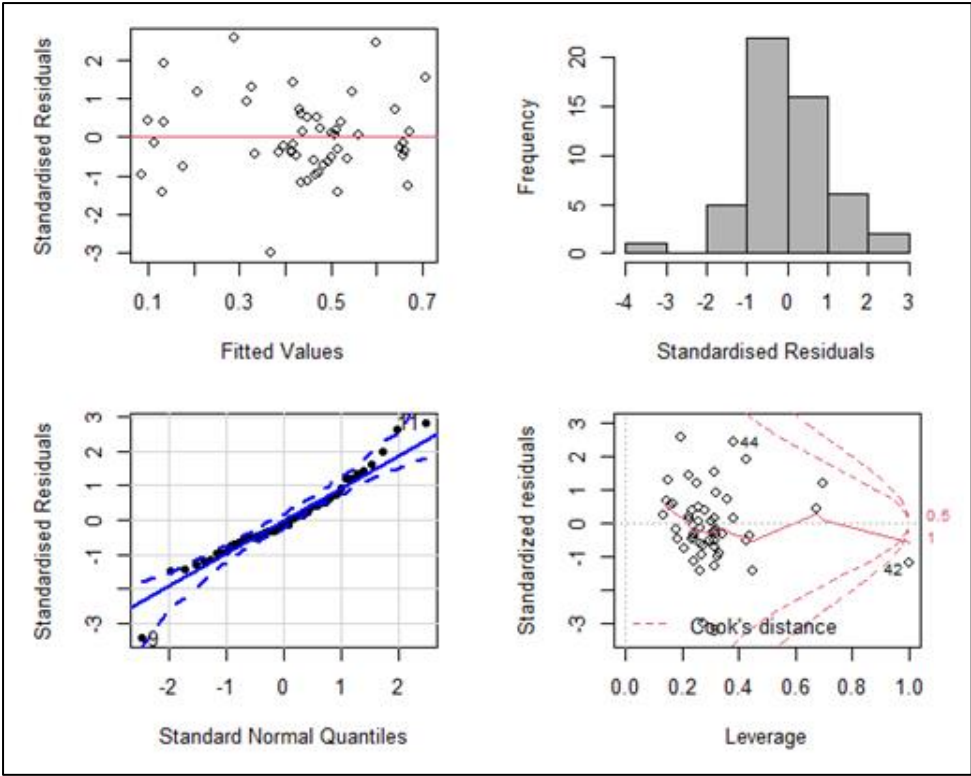 Standardised Residuals
2
1
0
-1
-2
-3
0.1 0.3 0.5 0.7
Fitted Values
Frequency
20
15
10
5
0
-4 -3 -2 -1 0 1 2 3
Standardised Residuals
Standardised Residuals
3
2
1
0
-1
-3
11
9
-2 -1 0 1 2
Standard Normal Quantiles
Standardized residuals
3
2
1
0
-1
-3
44
0.5
1
42
Cook's distance
0.0 0.2 0.4 0.6 0.8 1.0
Leverage